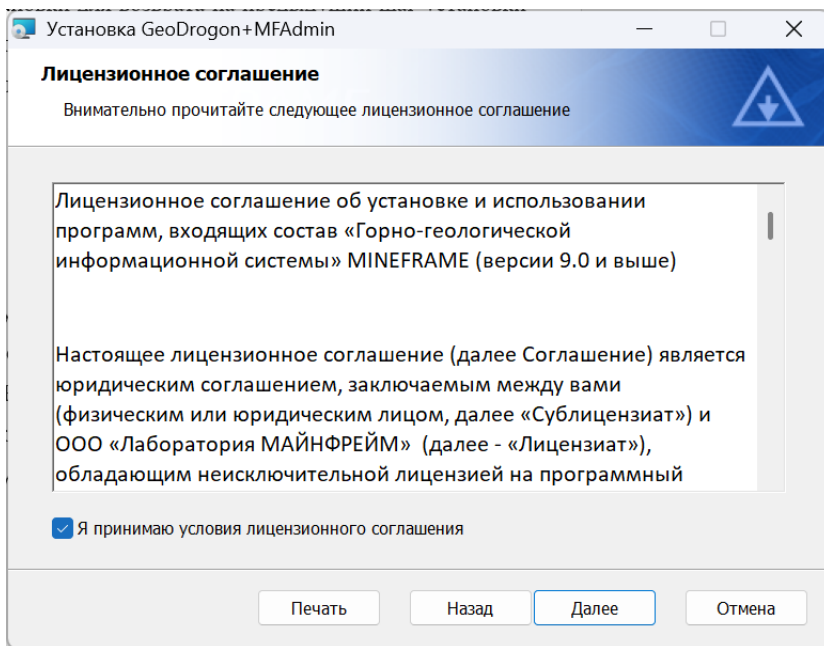 Установка GeoDrogon+MFAdmin
Лицензионное соглашение
Внимательно прочитайте следующее лицензионное соглашение
Лицензионное соглашение об установке и использовании
программ, входящих состав «Горно-геологической
информационной системы» MINEFRAME (версии 9.0 и выше)
Настоящее лицензионное соглашение (далее Соглашение) является
юридическим соглашением, заключаемым между вами
(физическим или юридическим лицом, далее «Сублицензиат») и
ООО «Лаборатория МАЙНФРЕЙМ» (далее - «Лицензиат»),
обладающим неисключительной лицензией на программный
Я принимаю условия лицензионного соглашения
Печать Назад Далее Отмена